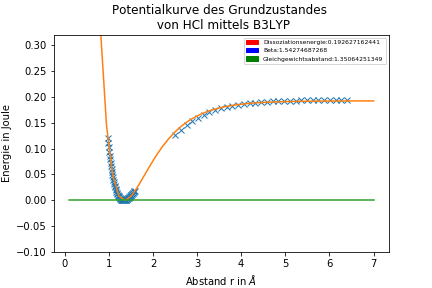 Potentialkurve des Grundzustandes
von HCl mittels B3LYP
Dissoziationsenergie:0.192627162441
Beta:1.54274687268
Gleichgewichtsabstand:1.35064251349
Energie in Joule
0.30
0.25
0.20
0.15
0.10
0.05
0.00
−0.05
−0.10
0 1 2 3 4 5 6 7
Abstand r in Å